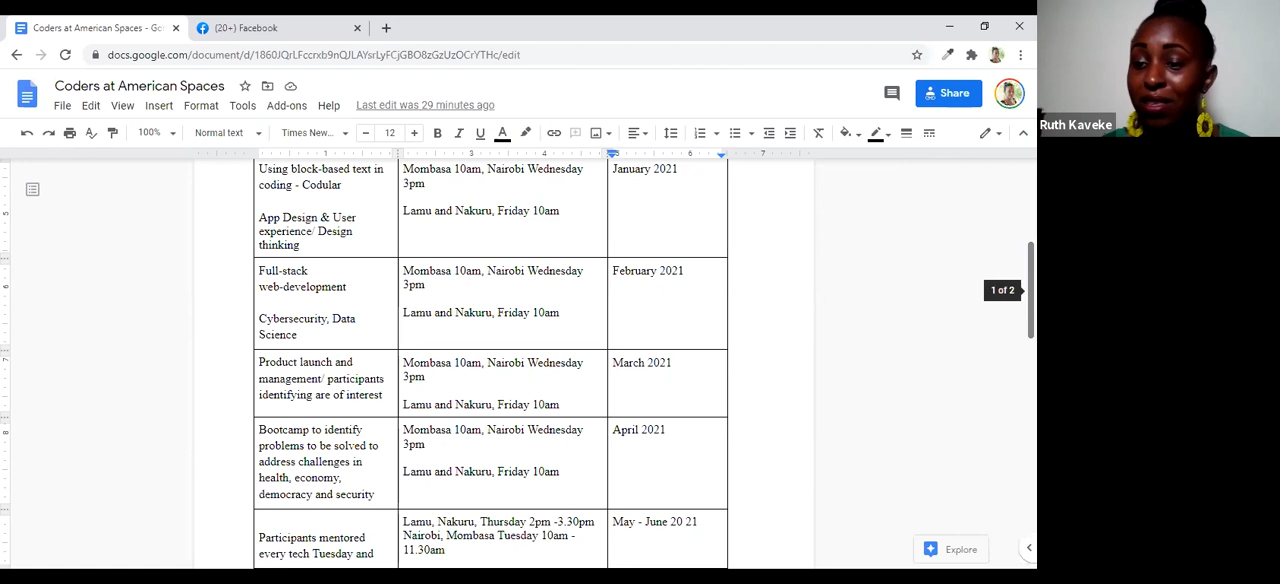 Coders at American Spaces - Go
(20+) Facebook
docs.google.com/document/d/1860JQrLFccrxb9nQJLAYsrLyFCjGBO8zGzUzOCrYTHc/edit
Coders at American Spaces
File Edit View Insert Format Tools Add-ons Help Last edit was 29 minutes ago
Share
100% Normal text Times New... 12
1 3 4 5 6 7
Using block-based text in
coding - Codular
App Design & User
experience/ Design
thinking
Mombasa 10am, Nairobi Wednesday
3pm
Lamu and Nakuru, Friday 10am
January 2021
Full-stack
web-development
Cybersecurity, Data
Science
Mombasa 10am, Nairobi Wednesday
3pm
Lamu and Nakuru, Friday 10am
February 2021
Product launch and
management/ participants
identifying are of interest
Mombasa 10am, Nairobi Wednesday
3pm
Lamu and Nakuru, Friday 10am
March 2021
Bootcamp to identify
problems to be solved to
address challenges in
health, economy,
democracy and security
Mombasa 10am, Nairobi Wednesday
3pm
Lamu and Nakuru, Friday 10am
April 2021
Participants mentored
every tech Tuesday and
Lamu, Nakuru, Thursday 2pm -3.30pm
Nairobi, Mombasa Tuesday 10am -
11.30am
May - June 20 21
1 of 2
Explore
Ruth Kaveke